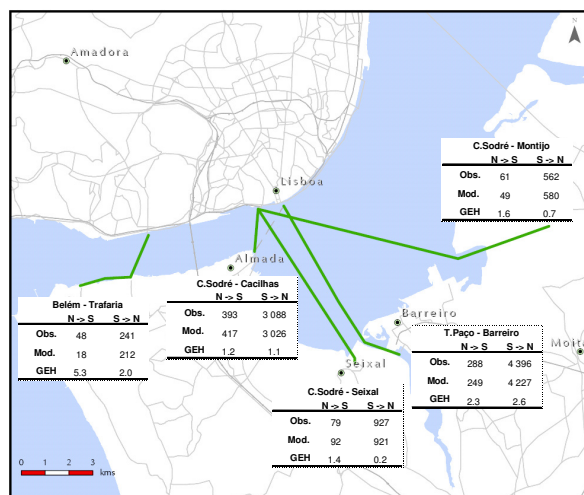 Amadora
C.Sodré - Montijo
N -> S S -> N
Obs. 61 562
Mod. 49 580
GEH 1.6 0.7
Lisboa
Almada
C.Sodré - Cacilhas
N -> S S -> N
Obs. 393 3 088
Mod. 417 3 026
GEH 1.2 1.1
Belém - Trafaria
N -> S S -> N
Obs. 48 241
Mod. 18 212
GEH 5.3 2.0
Barreiro
T.Paço - Barreiro
N -> S S -> N
Obs. 288 4 396
Mod. 249 4 227
GEH 2.3 2.6
Moita
Seixal
C.Sodré - Seixal
N -> S S -> N
Obs. 79 927
Mod. 92 921
GEH 1.4 0.2
0 1 2 3
kms